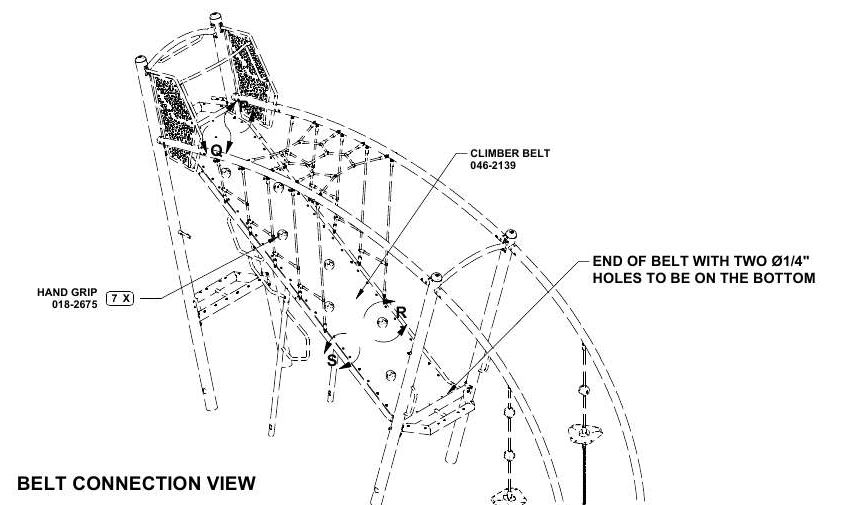 Q
CLIMBER BELT
046-2139
END OF BELT WITH TWO Ø1/4"
HOLES TO BE ON THE BOTTOM
HAND GRIP
018-2675
7 X
R
S
BELT CONNECTION VIEW